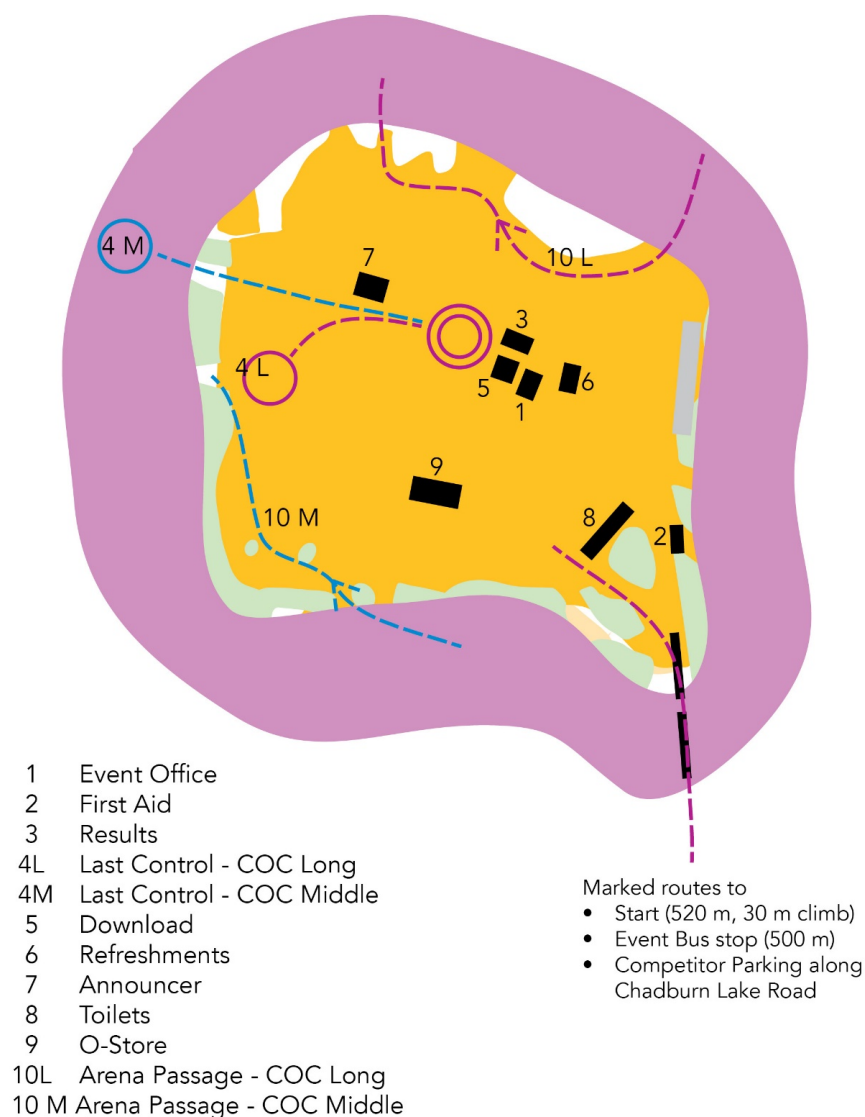 4 M
7
10 L
3
4 L
5
6
1
9
10 M
8
2
1 Event Office
2 First Aid
3 Results
4L Last Control - COC Long
4M Last Control - COC Middle
5 Download
6 Refreshments
7 Announcer
8 Toilets
9 O-Store
10L Arena Passage - COC Long
10 M Arena Passage - COC Middle
Marked routes to
• Start (520 m, 30 m climb)
• Event Bus stop (500 m)
• Competitor Parking along
Chadburn Lake Road